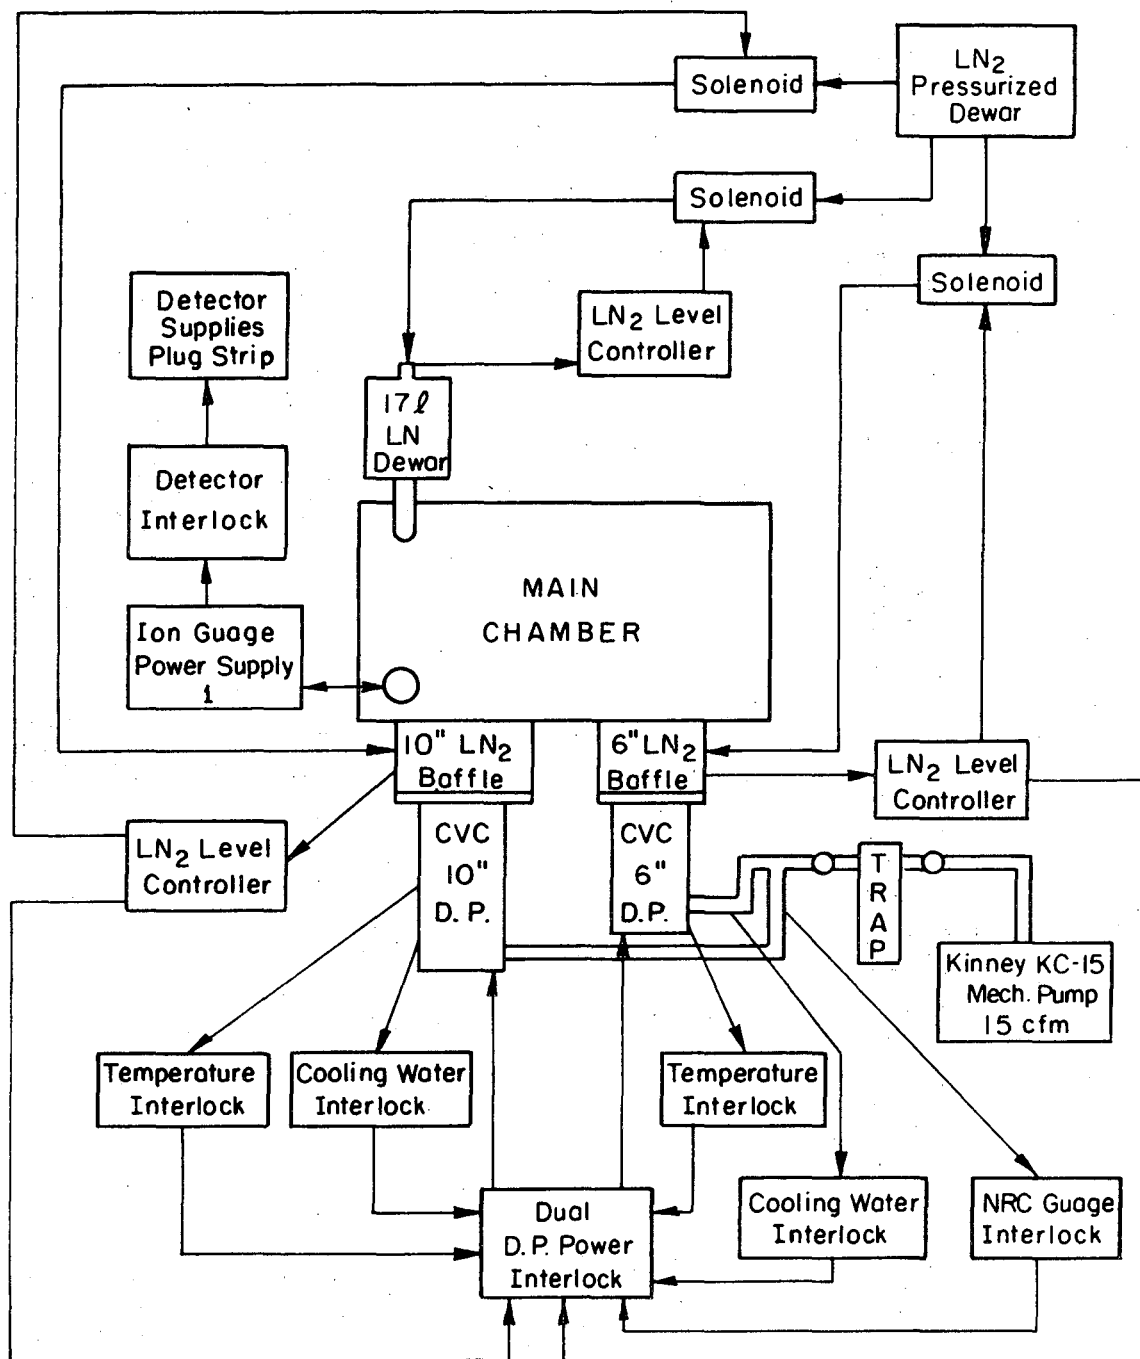 LN2
Pressurized
Dewar
Solenoid
Solenoid
Solenoid
LN2 Level
Controller
Detector
Supplies
Plug Strip
17ℓ
LN
Dewar
Detector
Interlock
MAIN
CHAMBER
Ion Guage
Power Supply
1
10" LN2
Baffle
6" LN2
Baffle
LN2 Level
Controller
LN2 Level
Controller
CVC
10"
D.P.
CVC
6"
D.P.
TRAP
Kinney KC-15
Mech. Pump
15 cfm
Temperature
Interlock
Cooling Water
Interlock
Temperature
Interlock
Cooling Water
Interlock
NRC Guage
Interlock
Dual
D.P. Power
Interlock